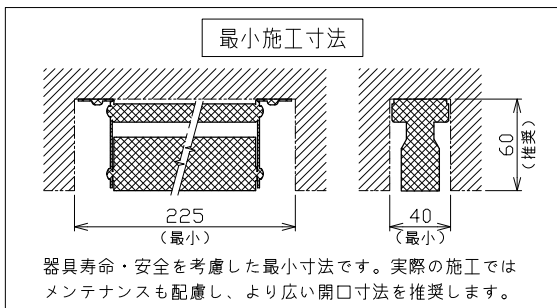 最小施工寸法
225
(最小)
40
(最小)
60
(推奨)
器具寿命・安全を考慮した最小寸法です。実際の施工では
メンテナンスも配慮し、より広い開口寸法を推奨します。